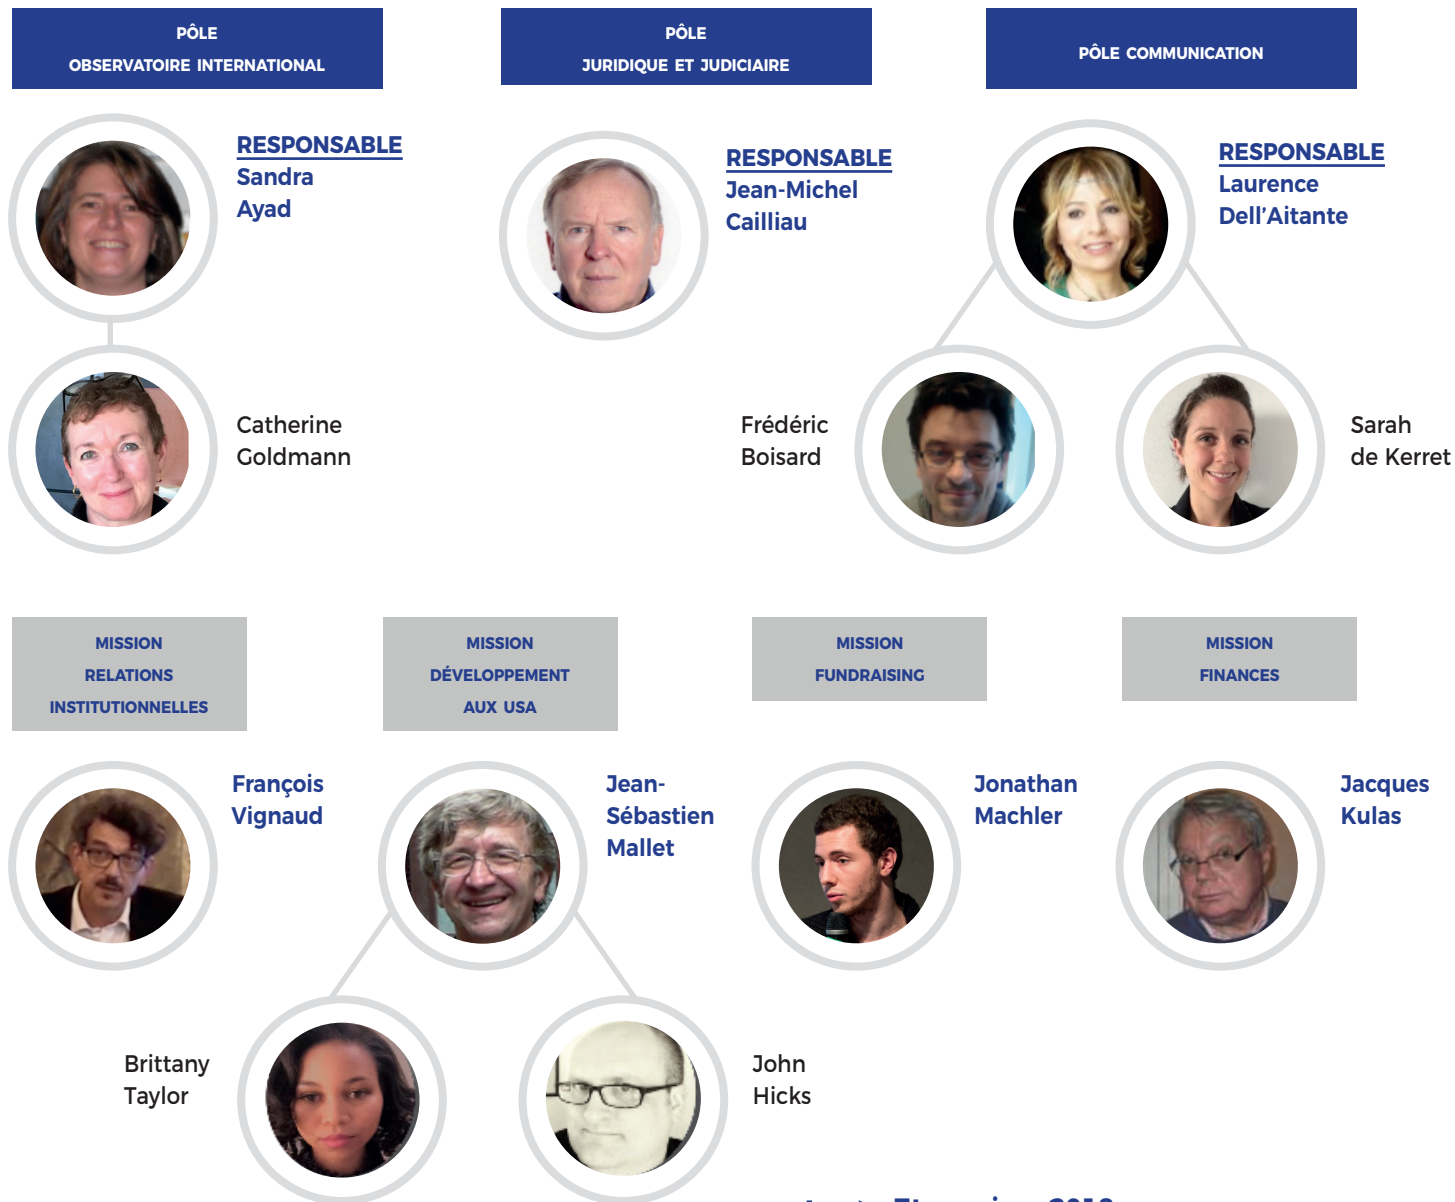 PÔLE
OBSERVATOIRE INTERNATIONAL
PÔLE
JURIDIQUE ET JUDICIAIRE
PÔLE COMMUNICATION
RESPONSABLE
Sandra
Ayad
RESPONSABLE
Jean-Michel
Cailliau
RESPONSABLE
Laurence
Dell'Aitante
Catherine
Goldmann
Frédéric
Boisard
Sarah
de Kerret
MISSION
RELATIONS
INSTITUTIONNELLES
MISSION
DÉVELOPPEMENT
AUX USA
MISSION
FUNDRAISING
MISSION
FINANCES
François
Vignaud
Jean-
Sébastien
Mallet
Jonathan
Machler
Jacques
Kulas
Brittany
Taylor
John
Hicks